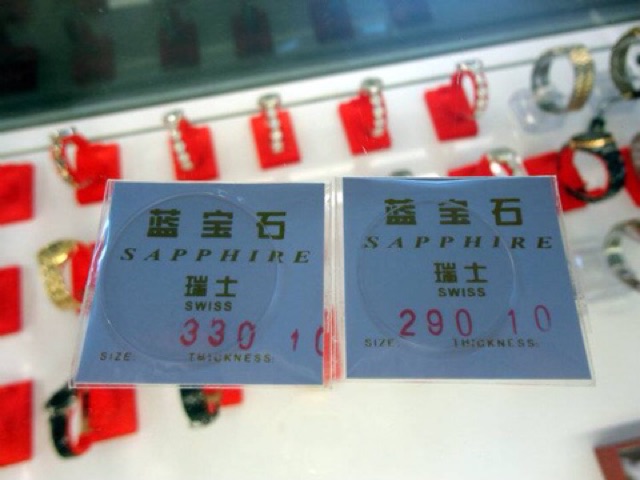 蓝宝石
SAPPHIRE
瑞士
SWISS
330 10
SIZE: THICKNESS:
蓝宝石
SAPPHIRE
瑞士
SWISS
290 10
SIZE: THICKNESS: